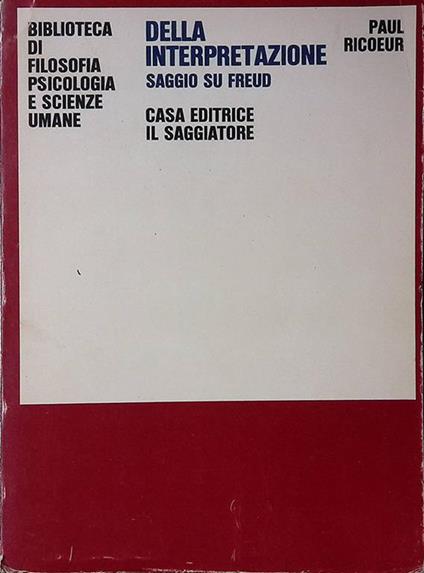 BIBLIOTECA
DI
FILOSOFIA
PSICOLOGIA
E SCIENZE
UMANE
DELLA
INTERPRETAZIONE
SAGGIO SU FREUD
CASA EDITRICE
IL SAGGIATORE
PAUL
RICOEUR